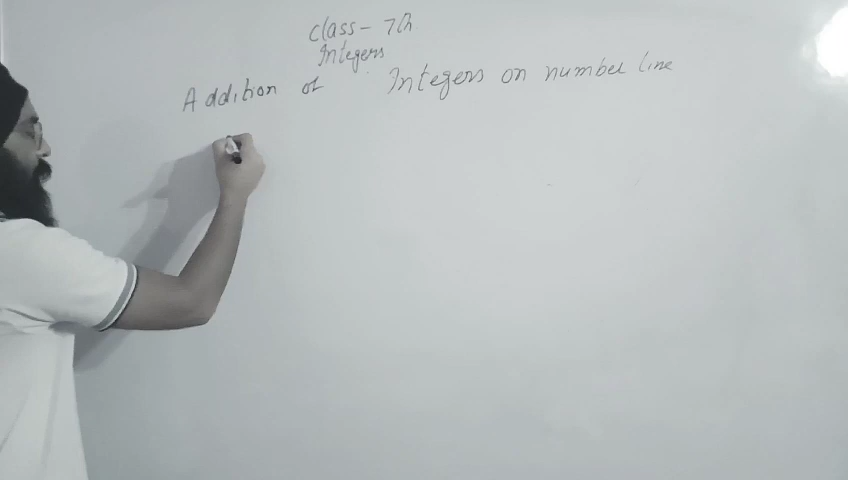 class - 7th
Integers
Addition of Integers on number line